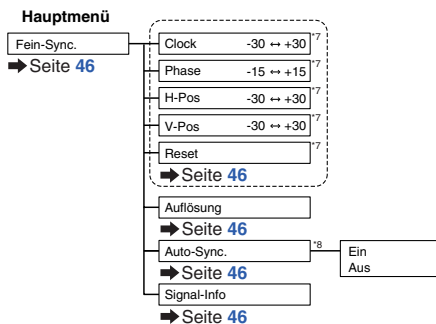 Hauptmenü
Fein-Sync.
➡ Seite 46
Clock -30 ↔ +30 *7
Phase -15 ↔ +15 *7
H-Pos -30 ↔ +30 *7
V-Pos -30 ↔ +30 *7
Reset *7
➡ Seite 46
Auflösung
➡ Seite 46
Auto-Sync. *8
Ein
Aus
➡ Seite 46
Signal-Info
➡ Seite 46